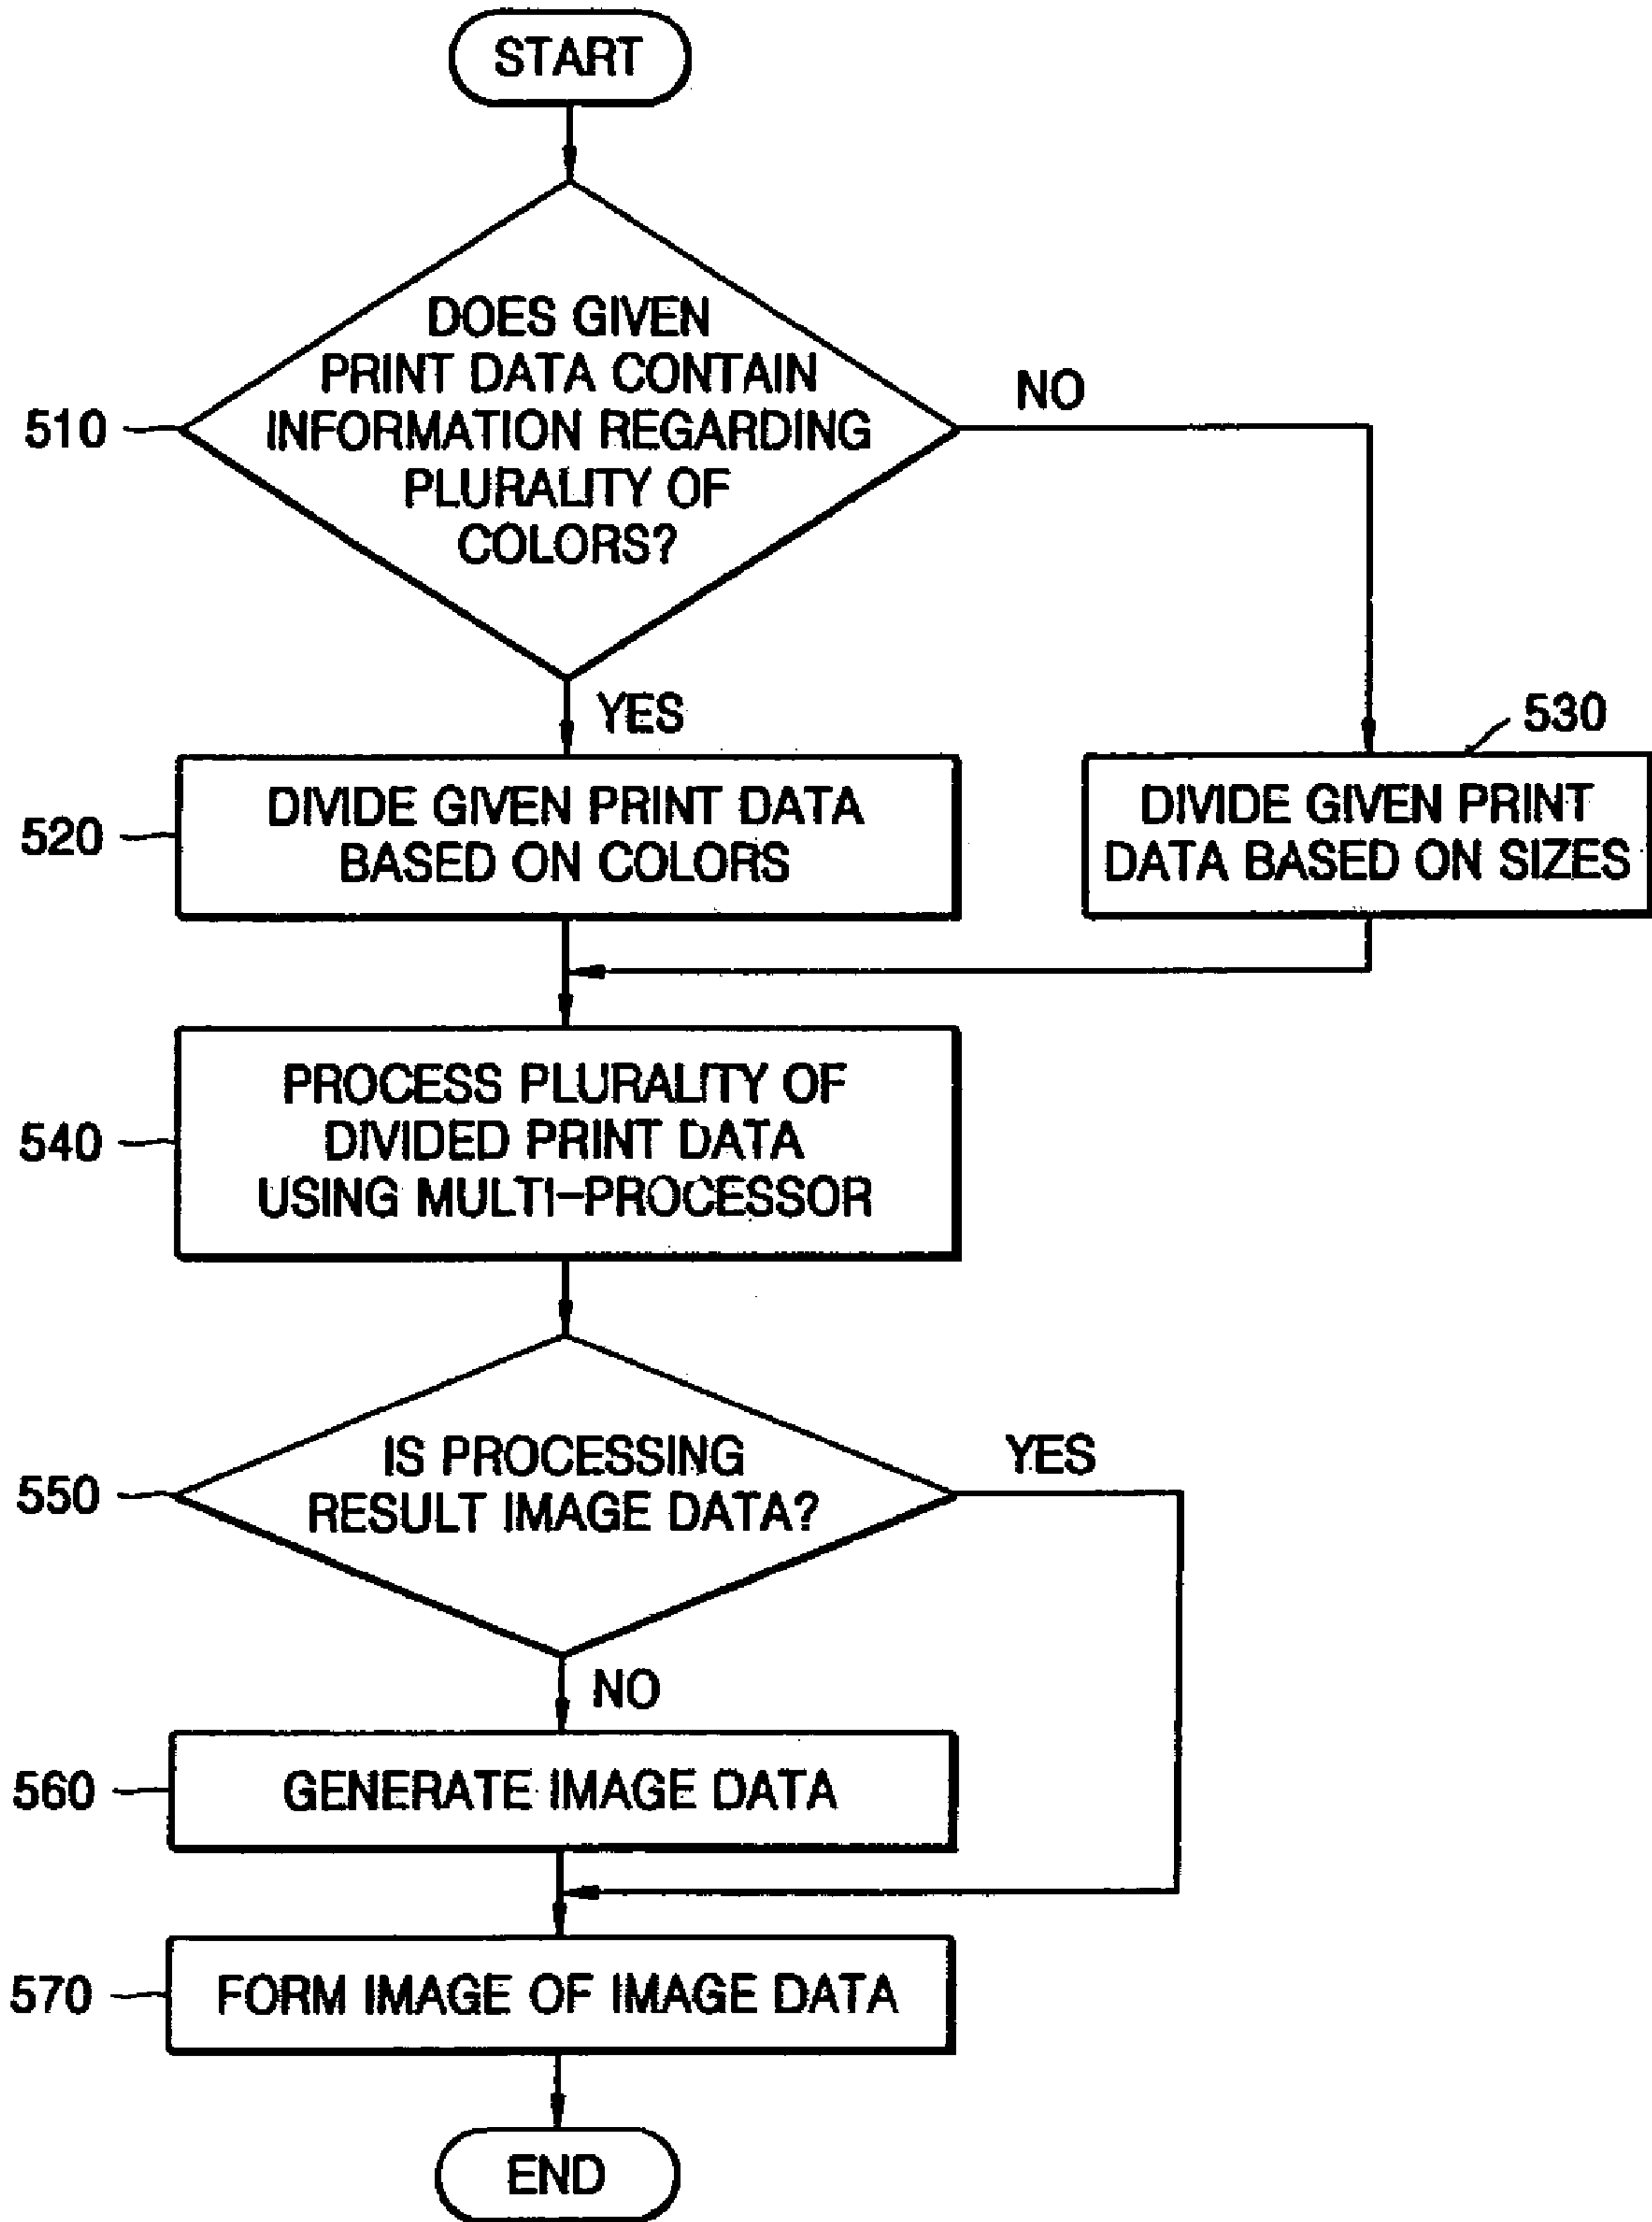 START
DOES GIVEN
PRINT DATA CONTAIN
INFORMATION REGARDING
PLURALITY OF
COLORS?
510
NO
YES
530
520
DIVIDE GIVEN PRINT DATA
BASED ON COLORS
DIVIDE GIVEN PRINT
DATA BASED ON SIZES
540
PROCESS PLURALITY OF
DIVIDED PRINT DATA
USING MULTI-PROCESSOR
550
IS PROCESSING
RESULT IMAGE DATA?
YES
NO
560
GENERATE IMAGE DATA
570
FORM IMAGE OF IMAGE DATA
END